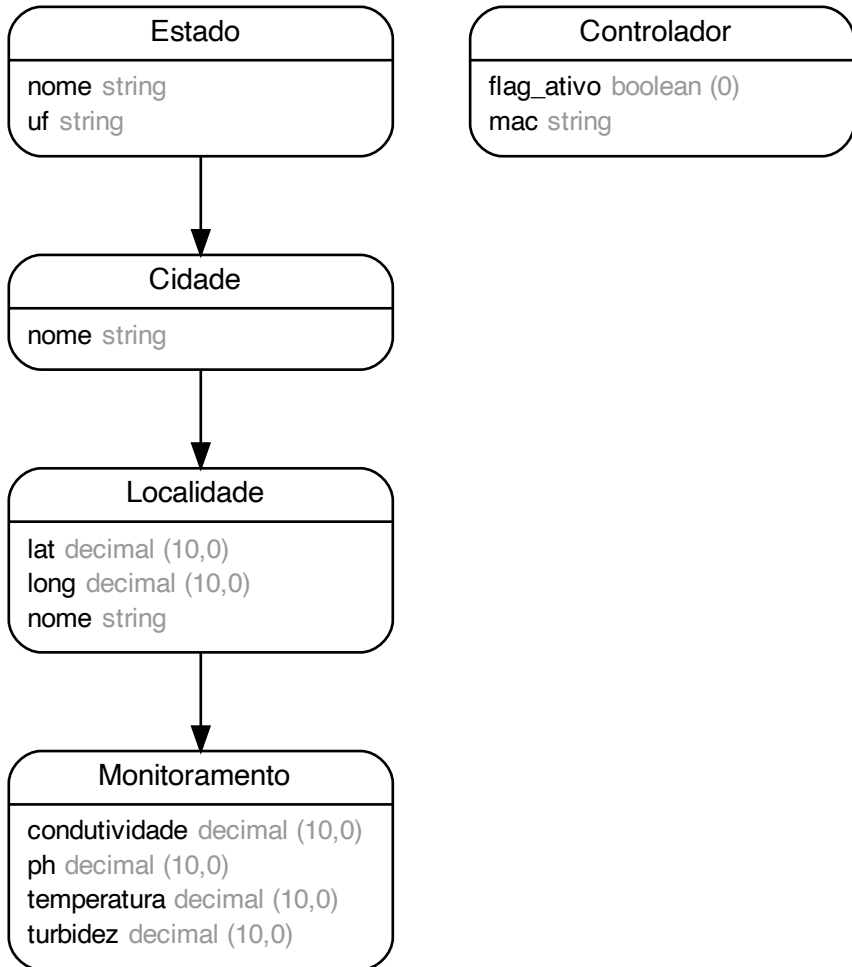 Estado
nome string
uf string
Controlador
flag_ativo boolean (0)
mac string
Cidade
nome string
Localidade
lat decimal (10,0)
long decimal (10,0)
nome string
Monitoramento
condutividade decimal (10,0)
ph decimal (10,0)
temperatura decimal (10,0)
turbidez decimal (10,0)